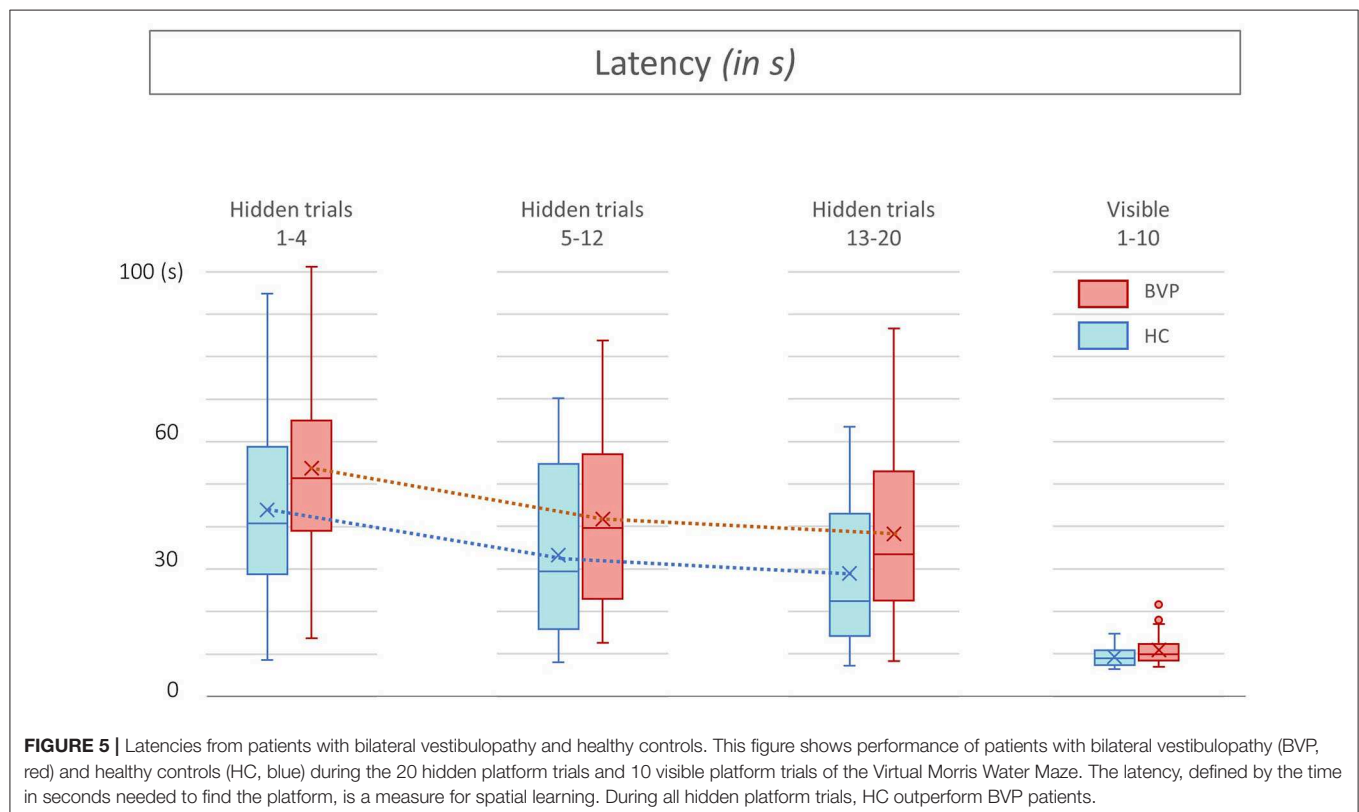 Latency (in s)
Hidden trials
1-4
Hidden trials
5-12
Hidden trials
13-20
Visible
1-10
100 (s)
60
30
0
BVP
HC
FIGURE 5 | Latencies from patients with bilateral vestibulopathy and healthy controls. This figure shows performance of patients with bilateral vestibulopathy (BVP,
red) and healthy controls (HC, blue) during the 20 hidden platform trials and 10 visible platform trials of the Virtual Morris Water Maze. The latency, defined by the time
in seconds needed to find the platform, is a measure for spatial learning. During all hidden platform trials, HC outperform BVP patients.